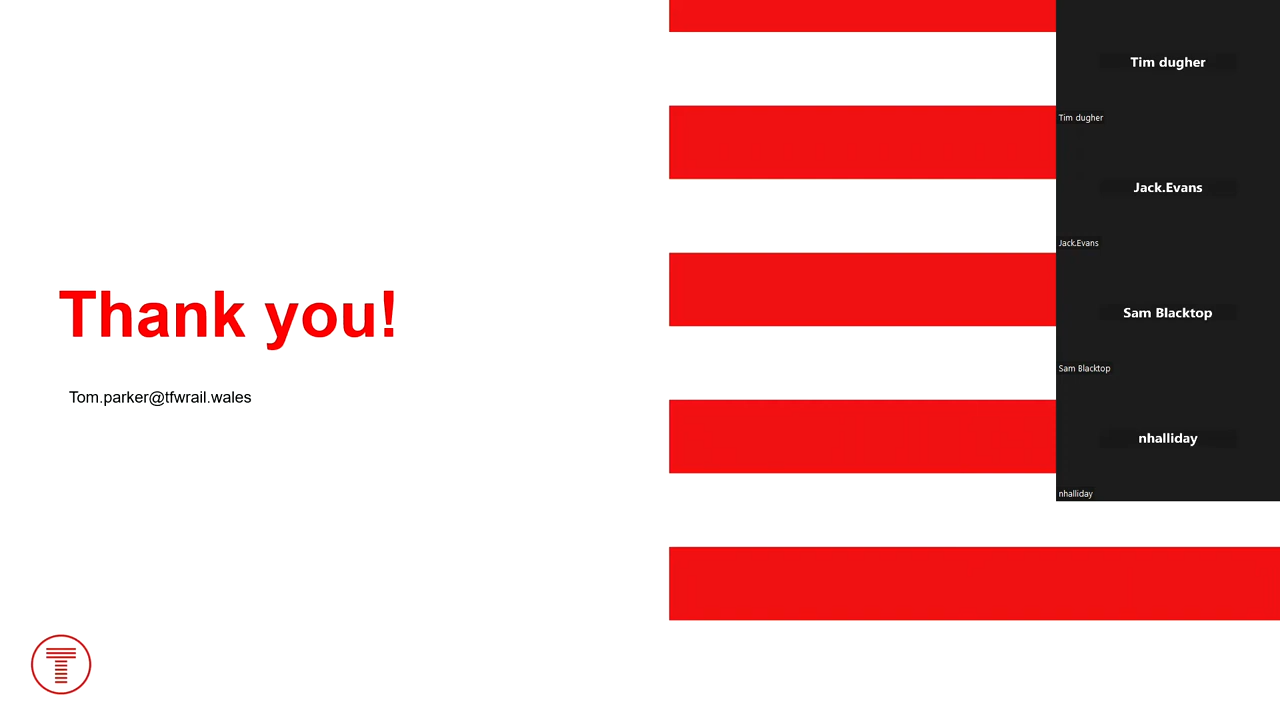 Thank you!
Tom.parker@tfwrail.wales
Tim dugher
Tim dugher
Jack.Evans
Jack.Evans
Sam Blacktop
Sam Blacktop
nhalliday
nhalliday
T